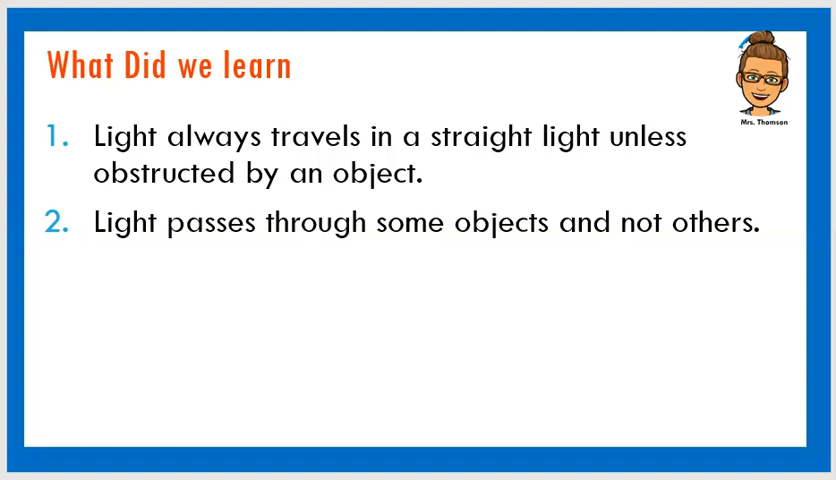 What Did we learn
Mrs. Thomson
1. Light always travels in a straight light unless
obstructed by an object.
2. Light passes through some objects and not others.